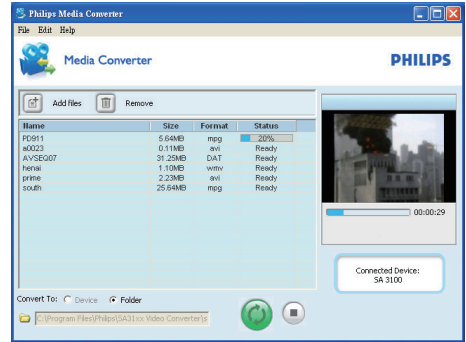 Philips Media Converter
File Edit Help
Media Converter
PHILIPS
Add files Remove
Name Size Format Status
PD911 5.64MB mpg 20%
a0023 0.11MB avi Ready
AVSEQ07 31.25MB DAT Ready
henai 1.10MB wmv Ready
prime 2.23MB avi Ready
south 25.64MB mpg Ready
00:00:29
Connected Device:
SA 3100
Convert To: Device Folder
C:\Program Files\Philips\SA31xx Video Converter\s